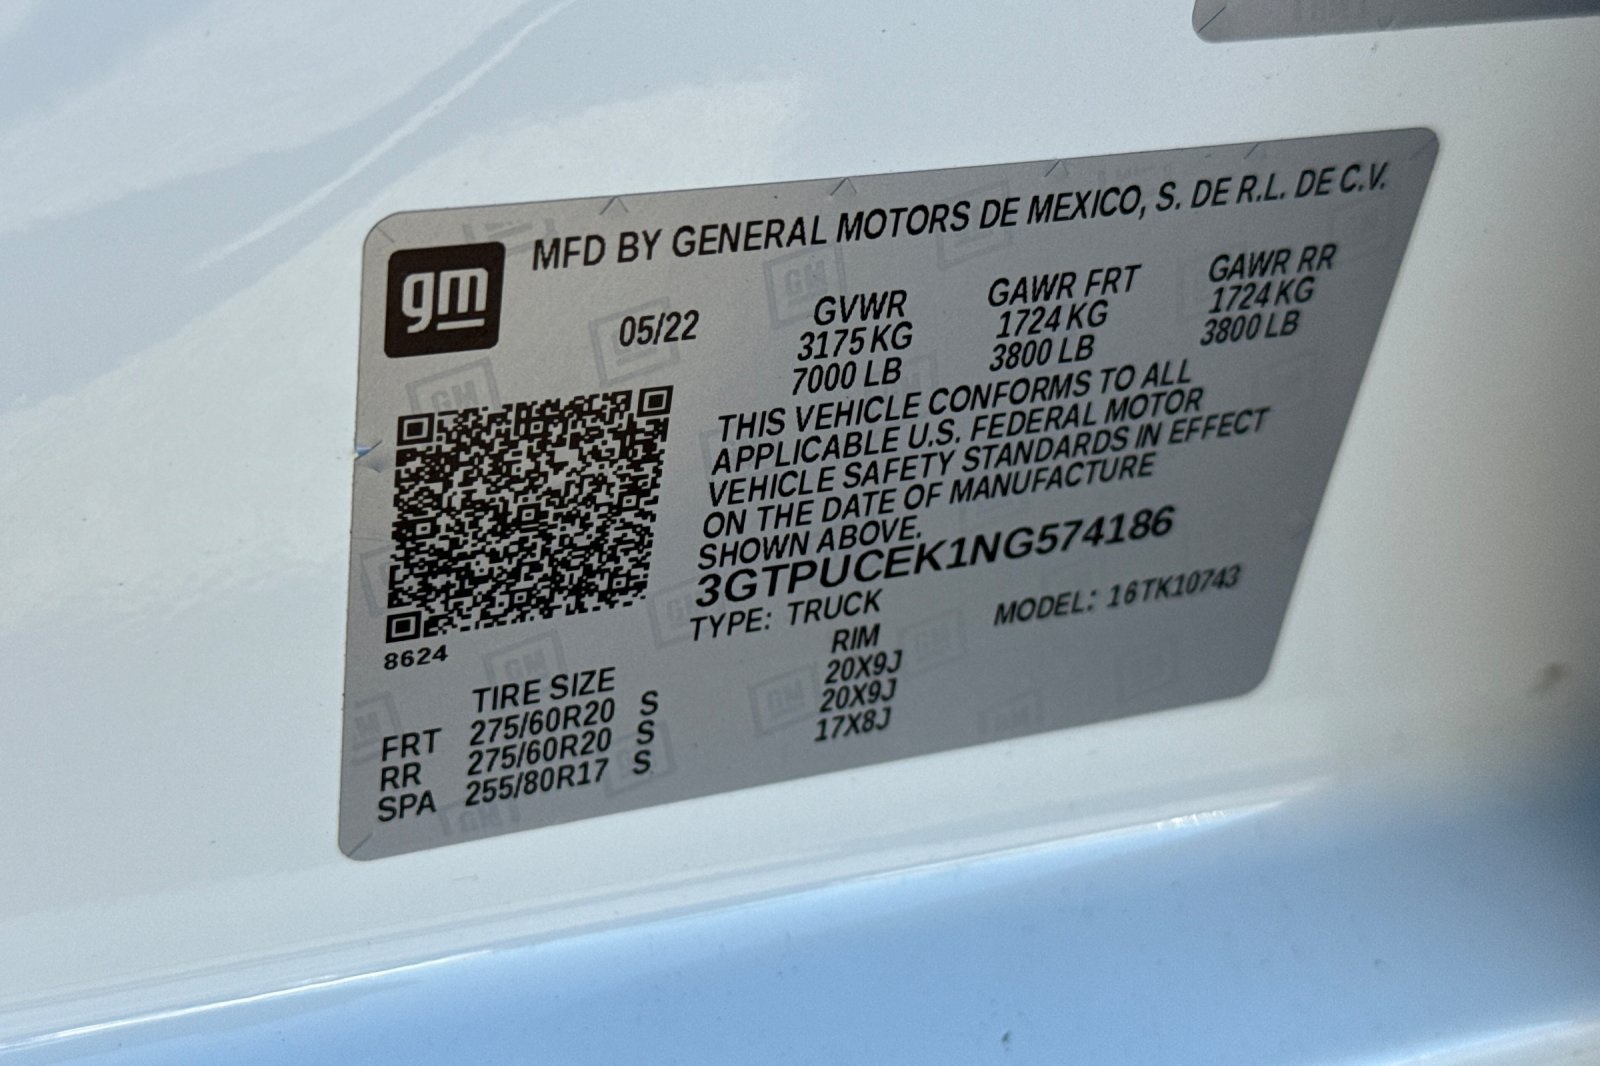 gm
MFD BY GENERAL MOTORS DE MEXICO, S. DE R.L. DE C.V.
05/22
GVWR GAWR FRT GAWR RR
3175 KG 1724 KG 1724 KG
7000 LB 3800 LB 3800 LB
THIS VEHICLE CONFORMS TO ALL
APPLICABLE U.S. FEDERAL MOTOR
VEHICLE SAFETY STANDARDS IN EFFECT
ON THE DATE OF MANUFACTURE
SHOWN ABOVE.
3GTPUCEK1NG574186
TYPE: TRUCK MODEL: 16TK10743
8624
TIRE SIZE RIM
FRT 275/60R20 S 20X9J
RR 275/60R20 S 20X9J
SPA 255/80R17 S 17X8J